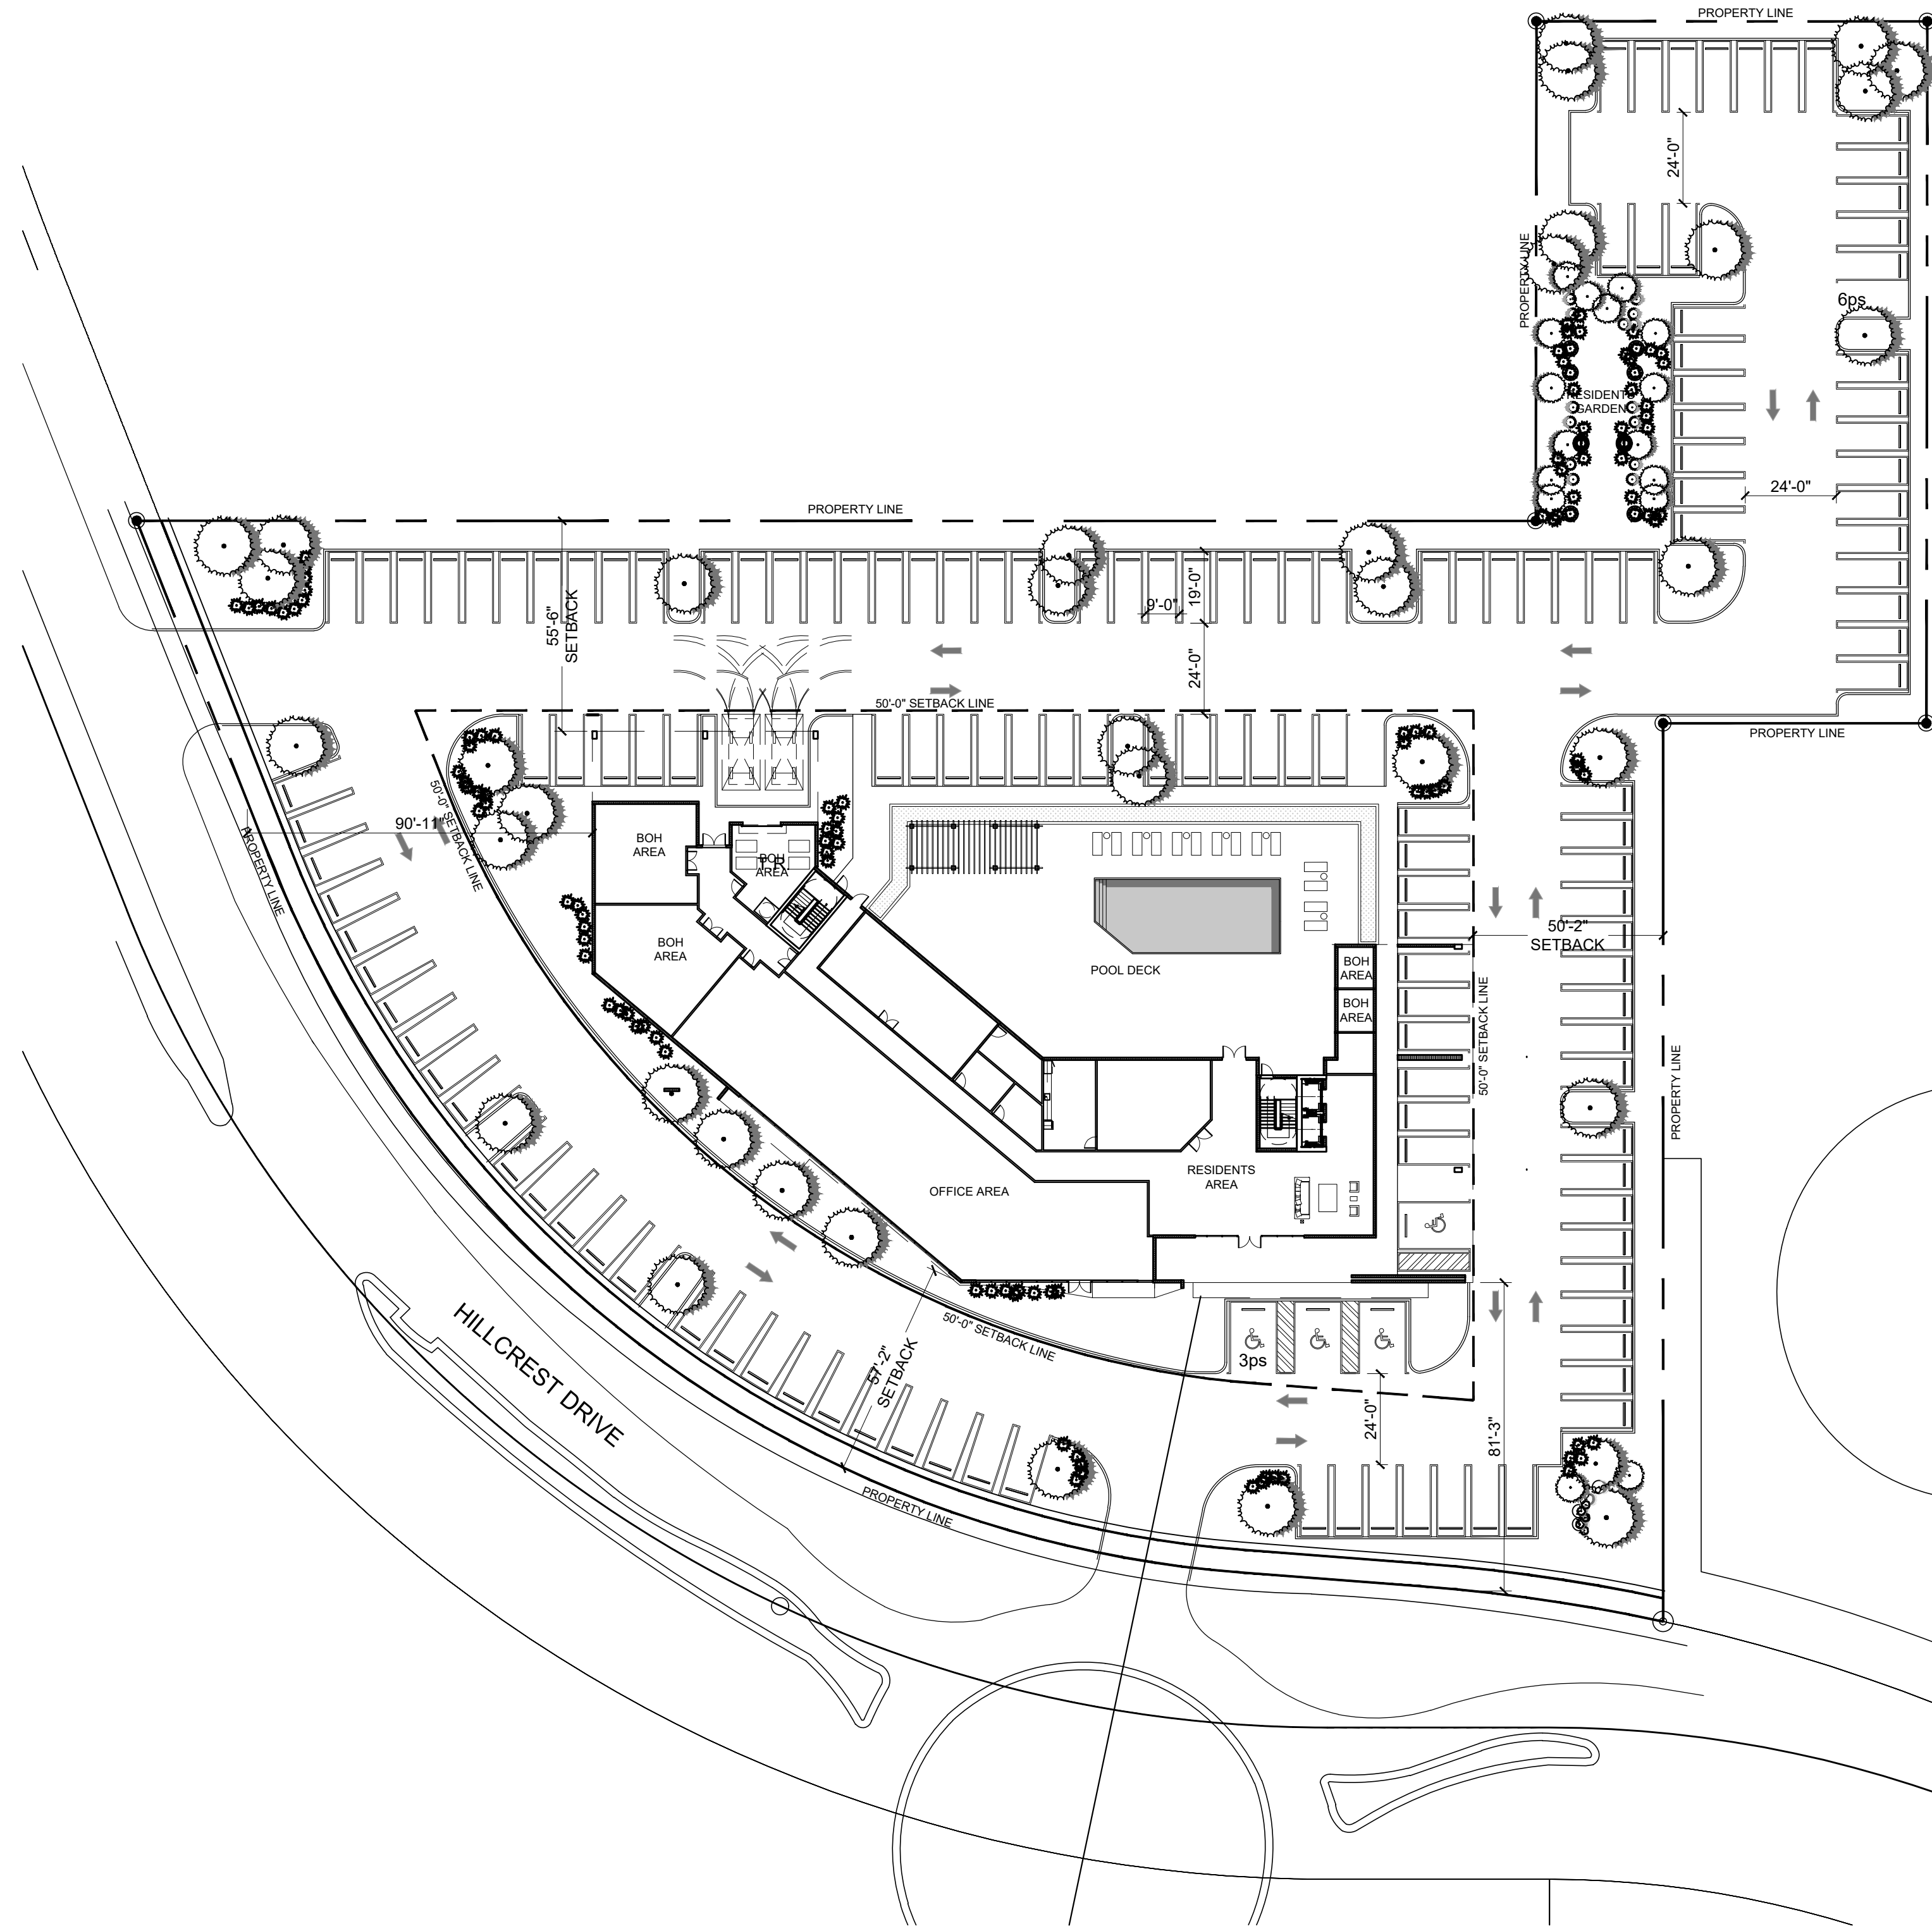 PROPERTY LINE
24'-0"
PROPERTY LINE
6ps
RESIDENTS
GARDEN
24'-0"
PROPERTY LINE
55'-6"
SETBACK
9'-0"
19'-0"
24'-0"
50'-0" SETBACK LINE
PROPERTY LINE
90'-11"
50'-0" SETBACK LINE
PROPERTY LINE
BOH
AREA
BOH
AREA
BOH
AREA
POOL DECK
BOH
AREA
BOH
AREA
50'-2"
SETBACK
50'-0" SETBACK LINE
PROPERTY LINE
RESIDENTS
AREA
OFFICE AREA
50'-0" SETBACK LINE
57'-2"
SETBACK
3ps
24'-0"
81'-3"
HILLCREST DRIVE
PROPERTY LINE